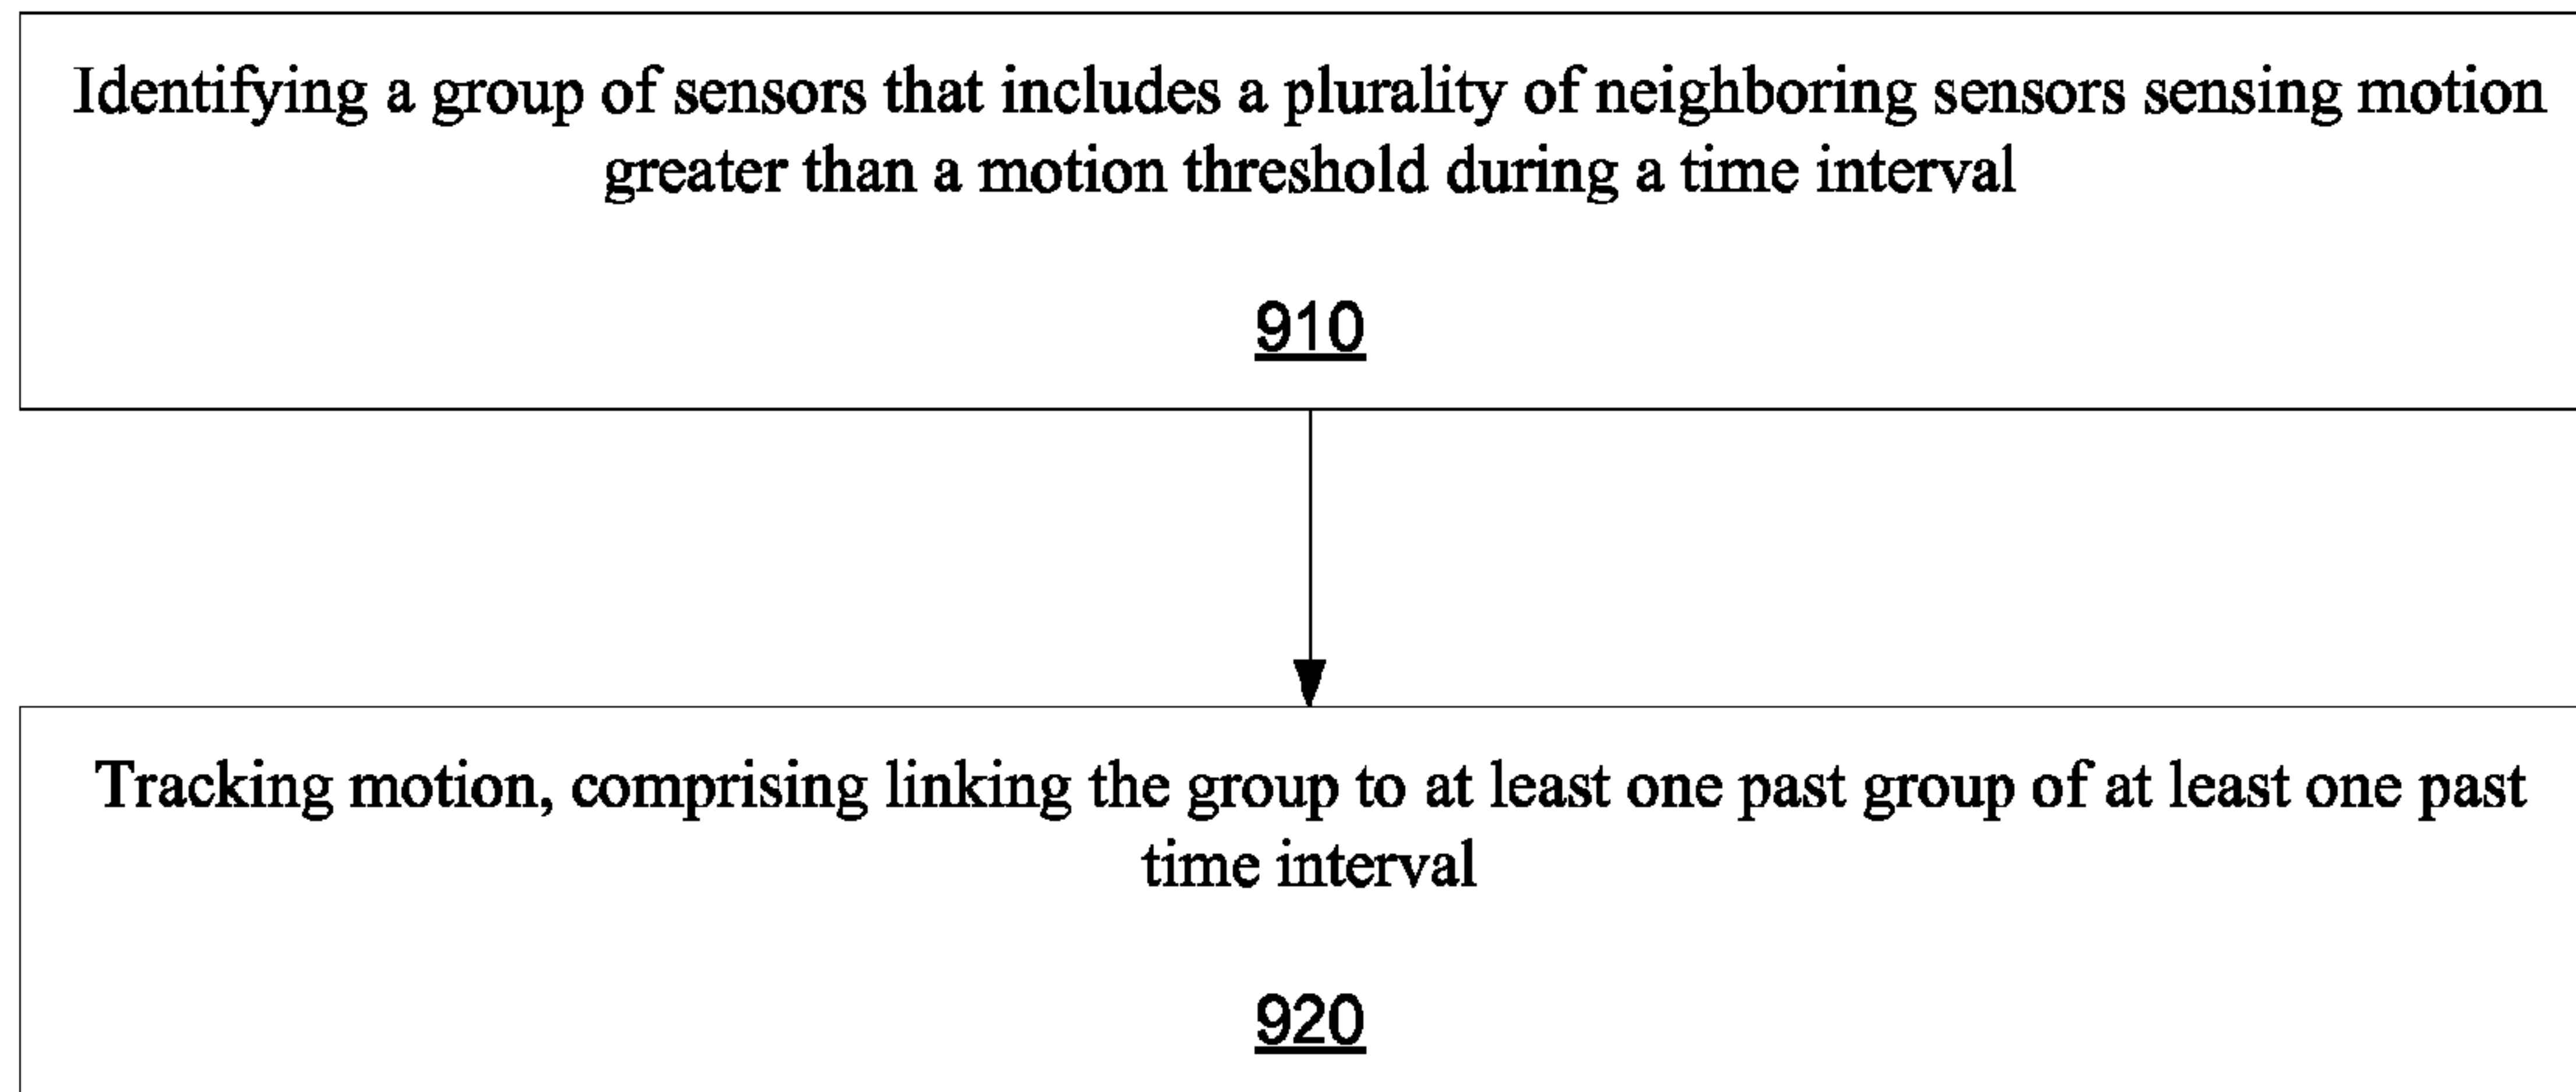 Identifying a group of sensors that includes a plurality of neighboring sensors sensing motion
greater than a motion threshold during a time interval
910
Tracking motion, comprising linking the group to at least one past group of at least one past
time interval
920